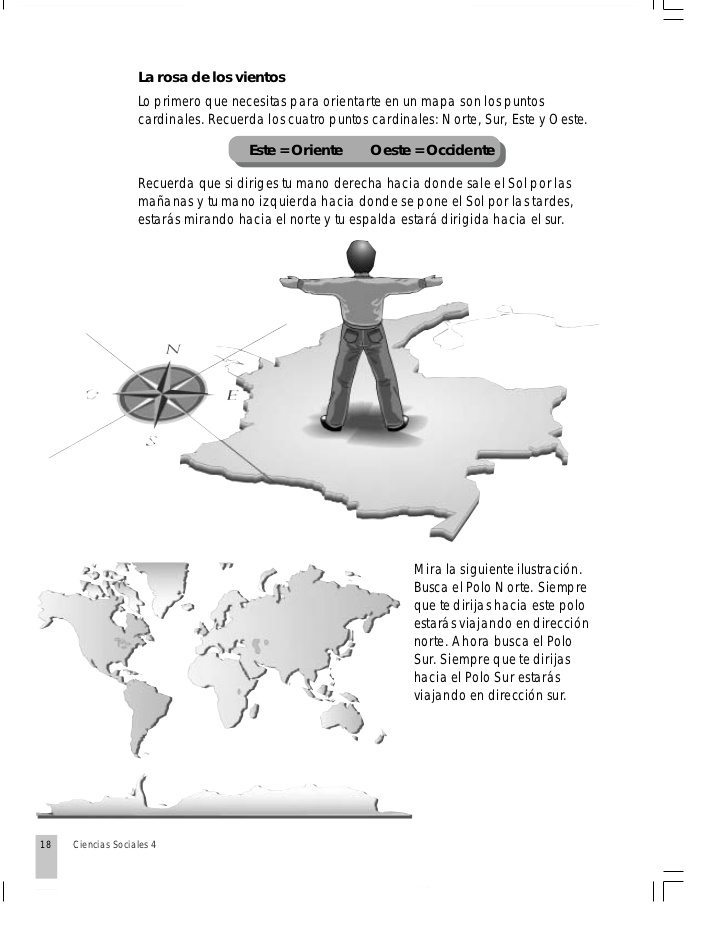 La rosa de los vientos
Lo primero que necesitas para orientarte en un mapa son los puntos
cardinales. Recuerda los cuatro puntos cardinales: Norte, Sur, Este y Oeste.
Este = Oriente Oeste = Occidente
Recuerda que si diriges tu mano derecha hacia donde sale el Sol por las
mañanas y tu mano izquierda hacia donde se pone el Sol por las tardes,
estarás mirando hacia el norte y tu espalda estará dirigida hacia el sur.
N
O
E
S
Mira la siguiente ilustración.
Busca el Polo Norte. Siempre
que te dirijas hacia este polo
estarás viajando en dirección
norte. Ahora busca el Polo
Sur. Siempre que te dirijas
hacia el Polo Sur estarás
viajando en dirección sur.
18 Ciencias Sociales 4